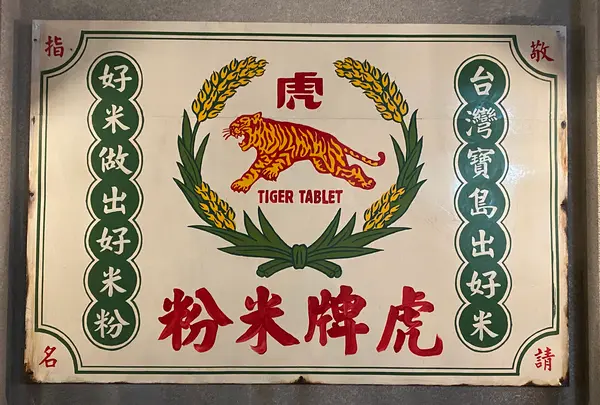 敬請指名
台灣寶島出好米
虎
TIGER TABLET
虎牌米粉
好米做出好米粉